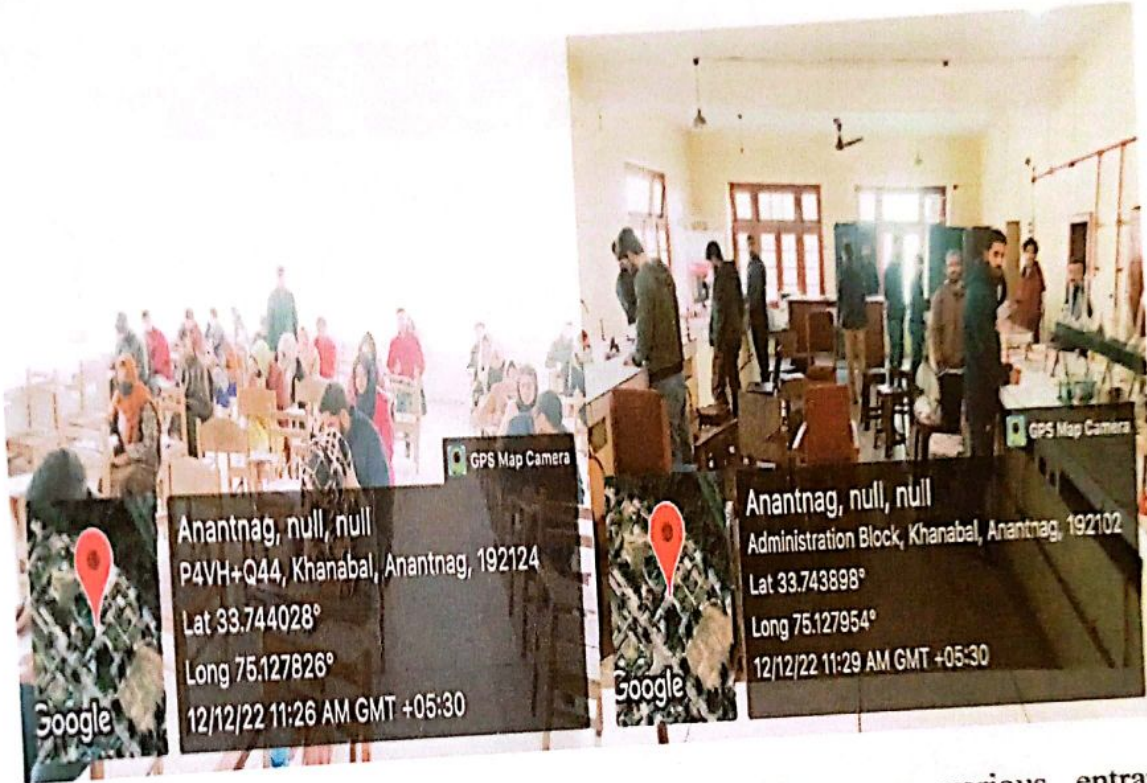 GPS Map Camera
Anantnag, null, null
P4VH+Q44, Khanabal, Anantnag, 192124
Lat 33.744028°
Long 75.127826°
12/12/22 11:26 AM GMT +05:30
Google
GPS Map Camera
Anantnag, null, null
Administration Block, Khanabal, Anantnag, 192102
Lat 33.743898°
Long 75.127954°
12/12/22 11:29 AM GMT +05:30
Google
various entra